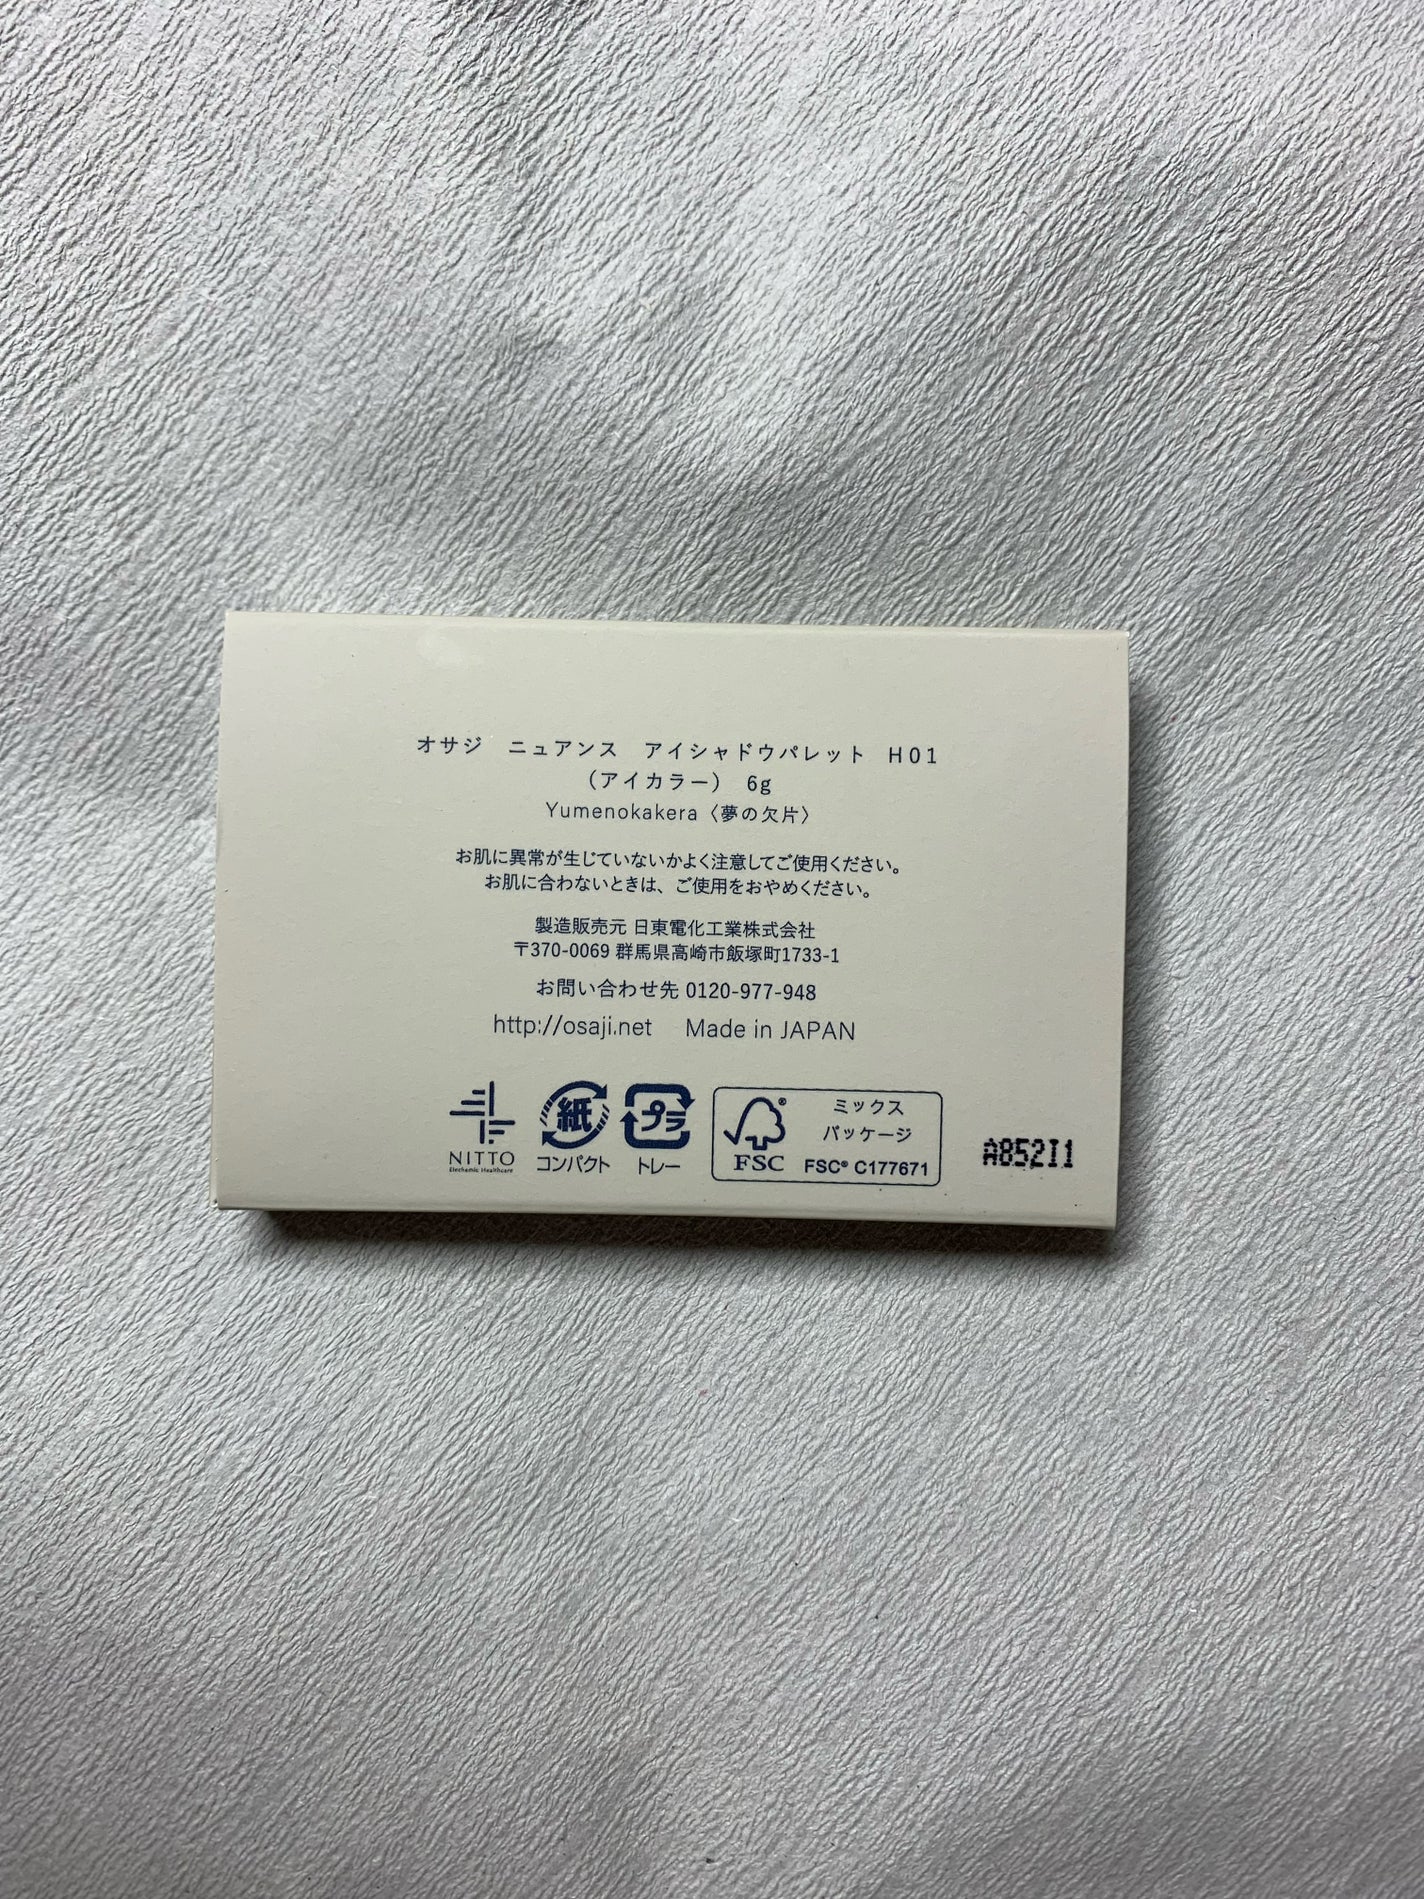 オサジ　ニュアンス　アイシャドウパレット　H01
（アイカラー）　6g
Yumenokakera〈夢の欠片〉
お肌に異常が生じていないかよく注意してご使用ください。
お肌に合わないときは、ご使用をおやめください。
製造販売元 日東電化工業株式会社
〒370-0069 群馬県高崎市飯塚町1733-1
お問い合わせ先 0120-977-948
http://osaji.net　Made in JAPAN
NITTO
Elechemic Healthcare
紙
コンパクト
プラ
トレー
FSC
ミックス
パッケージ
FSC® C177671
A852I1